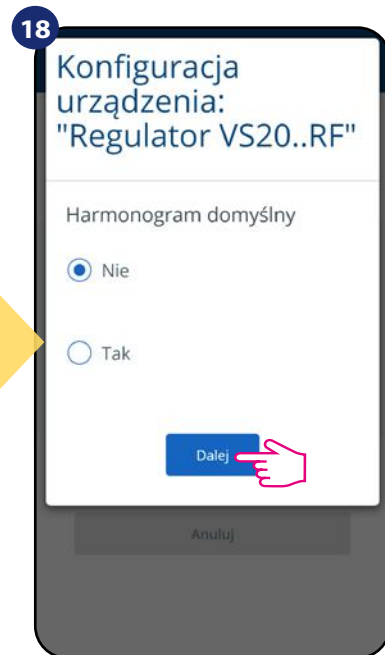 18
Konfiguracja
urządzenia:
"Regulator VS20..RF"
Harmonogram domyślny
Nie
Tak
Dalej
Anuluj